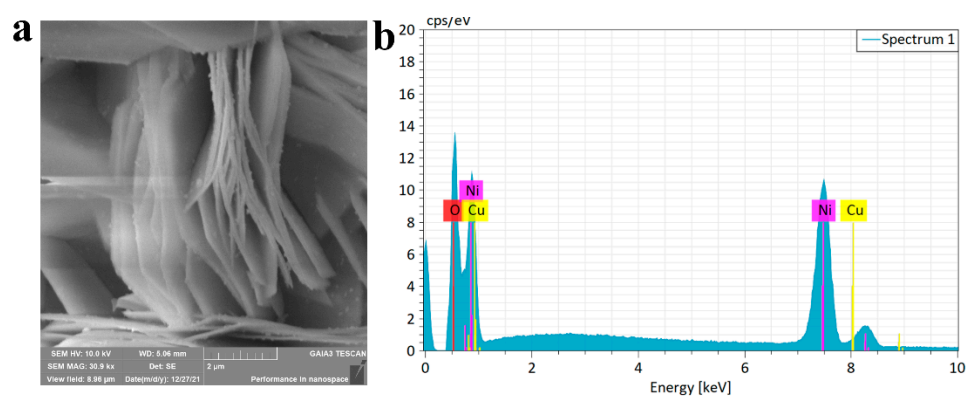 a
SEM HV: 10.0 kV WD: 5.06 mm GAIA3 TESCAN
SEM MAG: 30.9 kx Det: SE 2 μm
View field: 8.96 μm Date(m/d/y): 12/27/21 Performance in nanospace
b
cps/eV
20
18
16
14
12
10
8
6
4
2
0
Spectrum 1
Ni
O Cu
Ni Cu
0 2 4 6 8 10
Energy [keV]